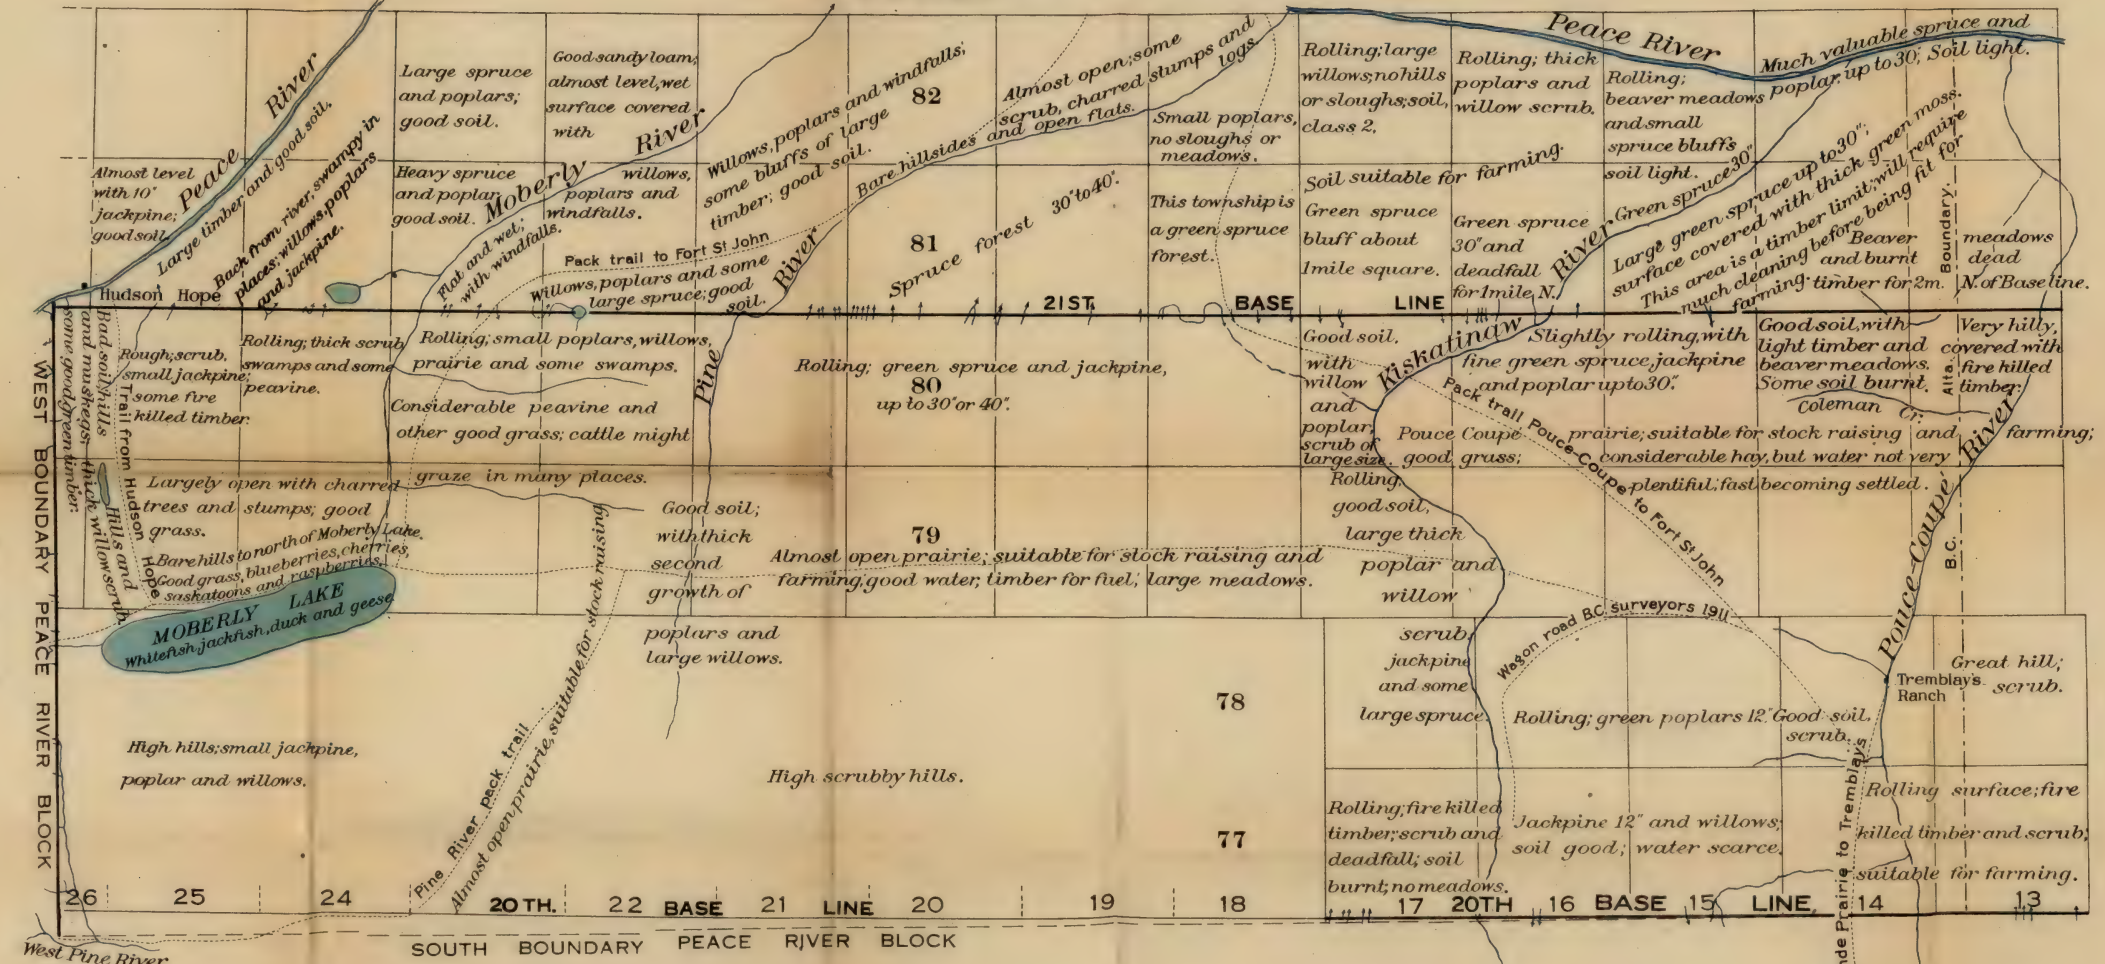 Peace River
Large timber and good soil.
Back from river, swampy in
places; willows, poplars
and jackpine.
Almost level
with 10"
jackpine;
good soil.
Hudson Hope
Large spruce
and poplars;
good soil.
Good sandy loam,
almost level, wet
surface covered
with
willows,
poplars and
windfalls.
Heavy spruce
and poplar
good soil.
Moberly River
Flat and wet;
with windfalls.
Pack trail to Fort St John
Willows, poplars and some
large spruce; good
soil.
Willows, poplars and windfalls;
some bluffs of large
timber; good soil.
82
Almost open; some
scrub, charred stumps and
logs.
Bare hillsides and open flats.
81
Spruce forest 30" to 40".
Small poplars,
no sloughs or
meadows.
This township is
a green spruce
forest.
Rolling; large
willows; no hills
or sloughs; soil,
class 2.
Rolling; thick
poplars and
willow scrub.
Soil suitable for farming.
Green spruce
bluff about
1 mile square.
Green spruce
30" and
deadfall
for 1 mile N.
Peace River
Much valuable spruce and
poplar up to 30", Soil light.
Rolling;
beaver meadows
and small
spruce bluffs
soil light.
Green spruce 30"
Large green spruce up to 30";
surface covered with thick green moss.
This area is a timber limit; will require
much cleaning before being fit for
farming.
Beaver meadows
and burnt dead
timber for 2m. N. of Baseline.
Alta. Boundary.
B.C.
21ST. BASE LINE
WEST BOUNDARY PEACE RIVER BLOCK
Bad soil, hills
and muskegs;
some good green timber.
thick willow scrub.
Hills and
Trail from Hudson Hope
Rough; scrub,
small jackpine;
some fire
killed timber.
Rolling; thick scrub
swamps and some
peavine.
Rolling; small poplars, willows,
prairie and some swamps.
Considerable peavine and
other good grass; cattle might
graze in many places.
Pine River
Rolling; green spruce and jackpine,
80
up to 30" or 40".
Good soil.
with
willow
and
poplar
scrub of
large size.
Kiskatinaw River
Slightly rolling, with
fine green spruce, jackpine
and poplar up to 30".
Good soil, with
light timber and
beaver meadows.
Some soil burnt.
Very hilly,
covered with
fire killed
timber.
Coleman Cr.
Pack trail Pouce-Coupe to Fort St John
Pouce Coupé prairie; suitable for stock raising and farming;
good grass; considerable hay, but water not very
plentiful; fast becoming settled.
Largely open with charred
trees and stumps; good
grass.
Bare hills to north of Moberly Lake.
Good grass, blueberries, cherries,
saskatoons and raspberries.
MOBERLY LAKE
Whitefish, jackfish, duck and geese
Good soil;
with thick
second
growth of
poplars and
large willows.
79
Almost open prairie; suitable for stock raising and
farming, good water, timber for fuel; large meadows.
Rolling,
good soil,
large thick
poplar and
willow
scrub,
jackpine
and some
large spruce.
Wagon road B.C. surveyors 1911
Pouce-Coupé River
Great hill;
scrub.
Tremblay's
Ranch
78
Rolling; green poplars 12". Good soil.
scrub.
High hills; small jackpine,
poplar and willows.
Pine River pack trail
Almost open prairie, suitable for stock raising
High scrubby hills.
77
Rolling; fire killed
timber; scrub and
deadfall; soil
burnt; no meadows.
Jackpine 12" and willows;
soil good; water scarce.
Rolling surface; fire
killed timber and scrub;
suitable for farming.
nde Prairie to Tremblays
26 25 24 20TH. 22 BASE 21 LINE 20 19 18 17 20TH 16 BASE 15 LINE 14 13
SOUTH BOUNDARY PEACE RIVER BLOCK
West Pine River